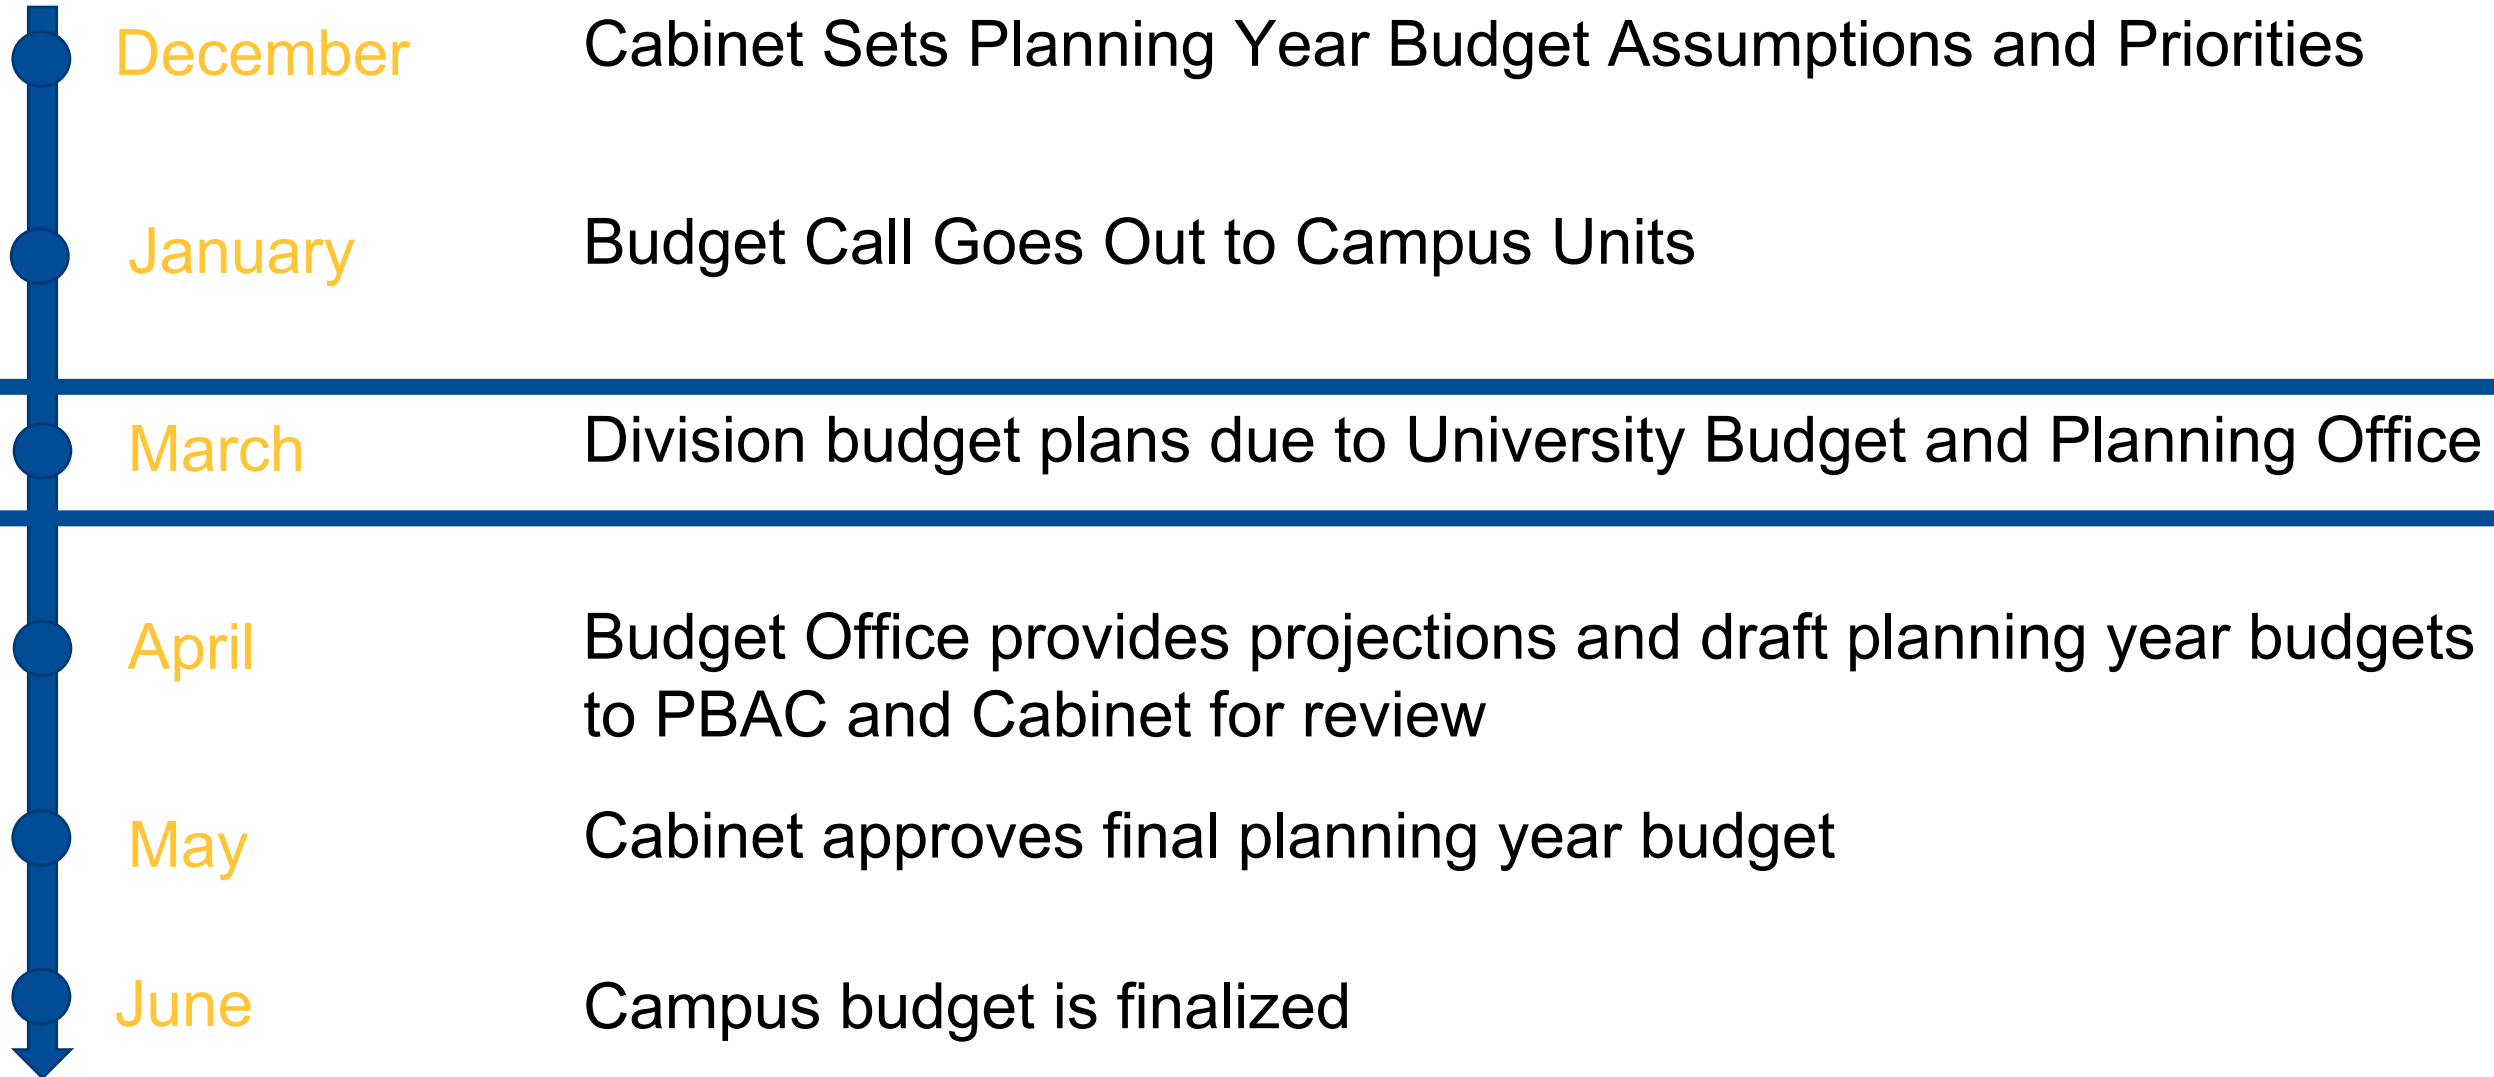 December
Cabinet Sets Planning Year Budget Assumptions and Priorities
January
Budget Call Goes Out to Campus Units
March
Division budget plans due to University Budget and Planning Office
April
Budget Office provides projections and draft planning year budgets
to PBAC and Cabinet for review
May
Cabinet approves final planning year budget
June
Campus budget is finalized